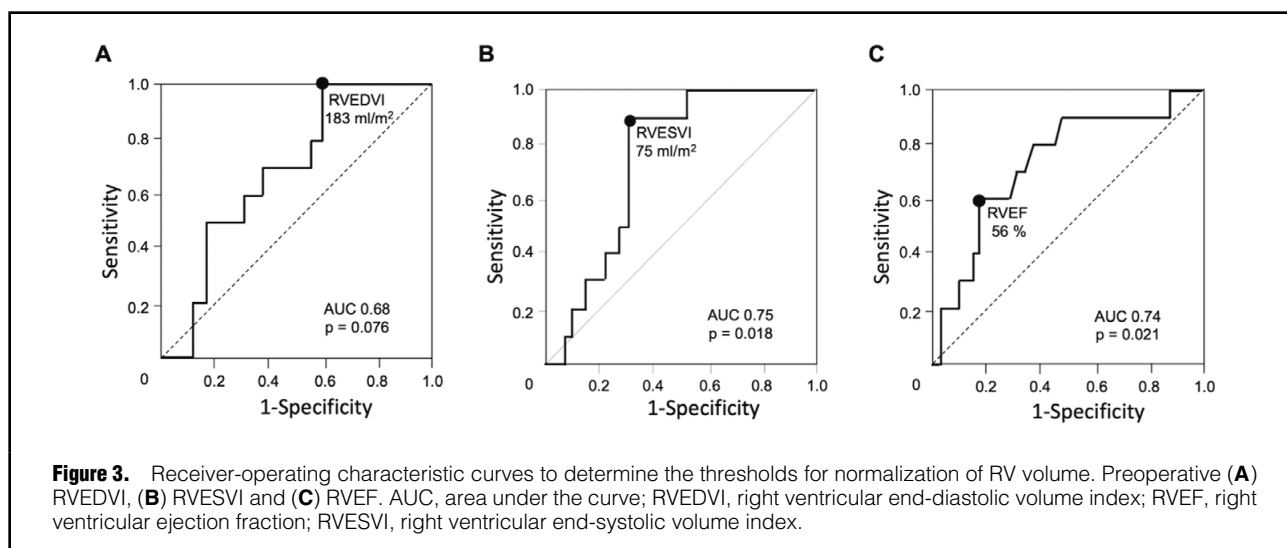 A
1.0
0.8
0.6
0.4
0.2
0
0.2
0.4
0.6
0.8
1.0
Sensitivity
1-Specificity
RVEDVI
183 ml/m²
AUC 0.68
p = 0.076
B
1.0
0.8
0.6
0.4
0.2
0
0.2
0.4
0.6
0.8
1.0
Sensitivity
1-Specificity
RVESVI
75 ml/m²
AUC 0.75
p = 0.018
C
1.0
0.8
0.6
0.4
0.2
0
0.2
0.4
0.6
0.8
1.0
Sensitivity
1-Specificity
RVEF
56 %
AUC 0.74
p = 0.021
Figure 3. Receiver-operating characteristic curves to determine the thresholds for normalization of RV volume. Preoperative (A)
RVEDVI, (B) RVESVI and (C) RVEF. AUC, area under the curve; RVEDVI, right ventricular end-diastolic volume index; RVEF, right
ventricular ejection fraction; RVESVI, right ventricular end-systolic volume index.